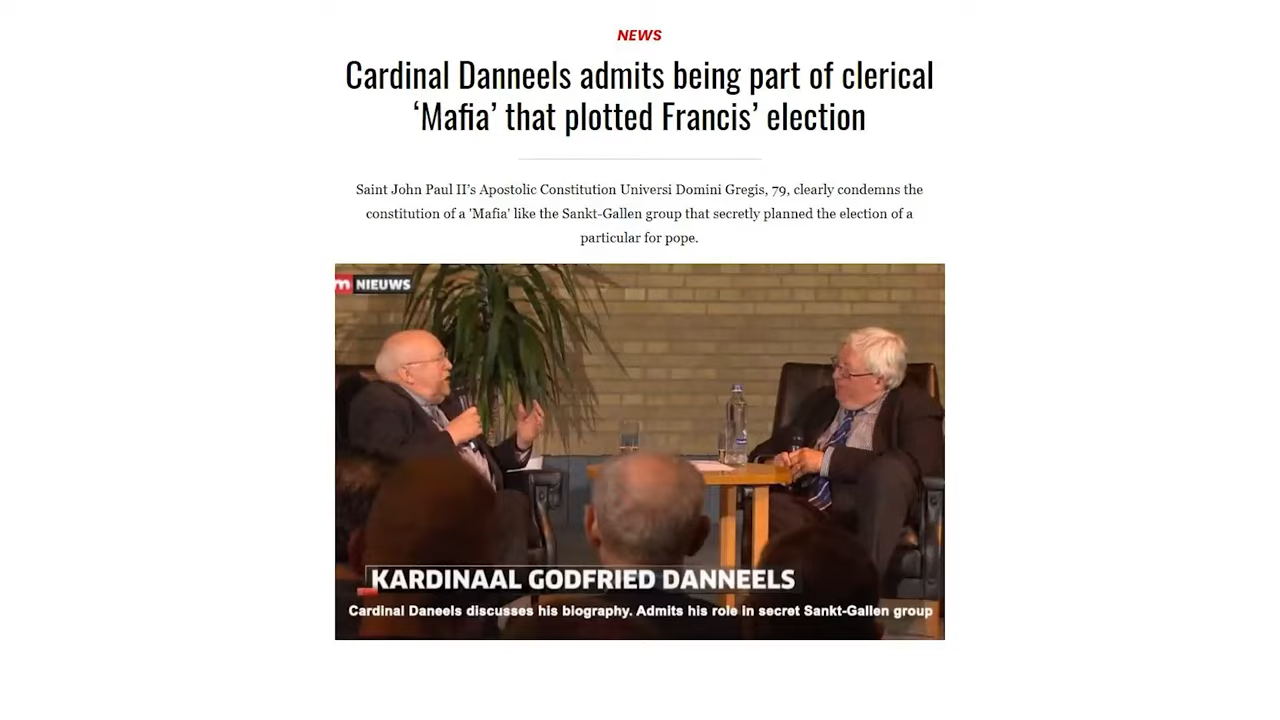 NEWS
Cardinal Danneels admits being part of clerical
‘Mafia’ that plotted Francis’ election
Saint John Paul II’s Apostolic Constitution Universi Domini Gregis, 79, clearly condemns the
constitution of a 'Mafia' like the Sankt-Gallen group that secretly planned the election of a
particular for pope.
m NIEUWS
KARDINAAL GODFRIED DANNEELS
Cardinal Daneels discusses his biography. Admits his role in secret Sankt-Gallen group